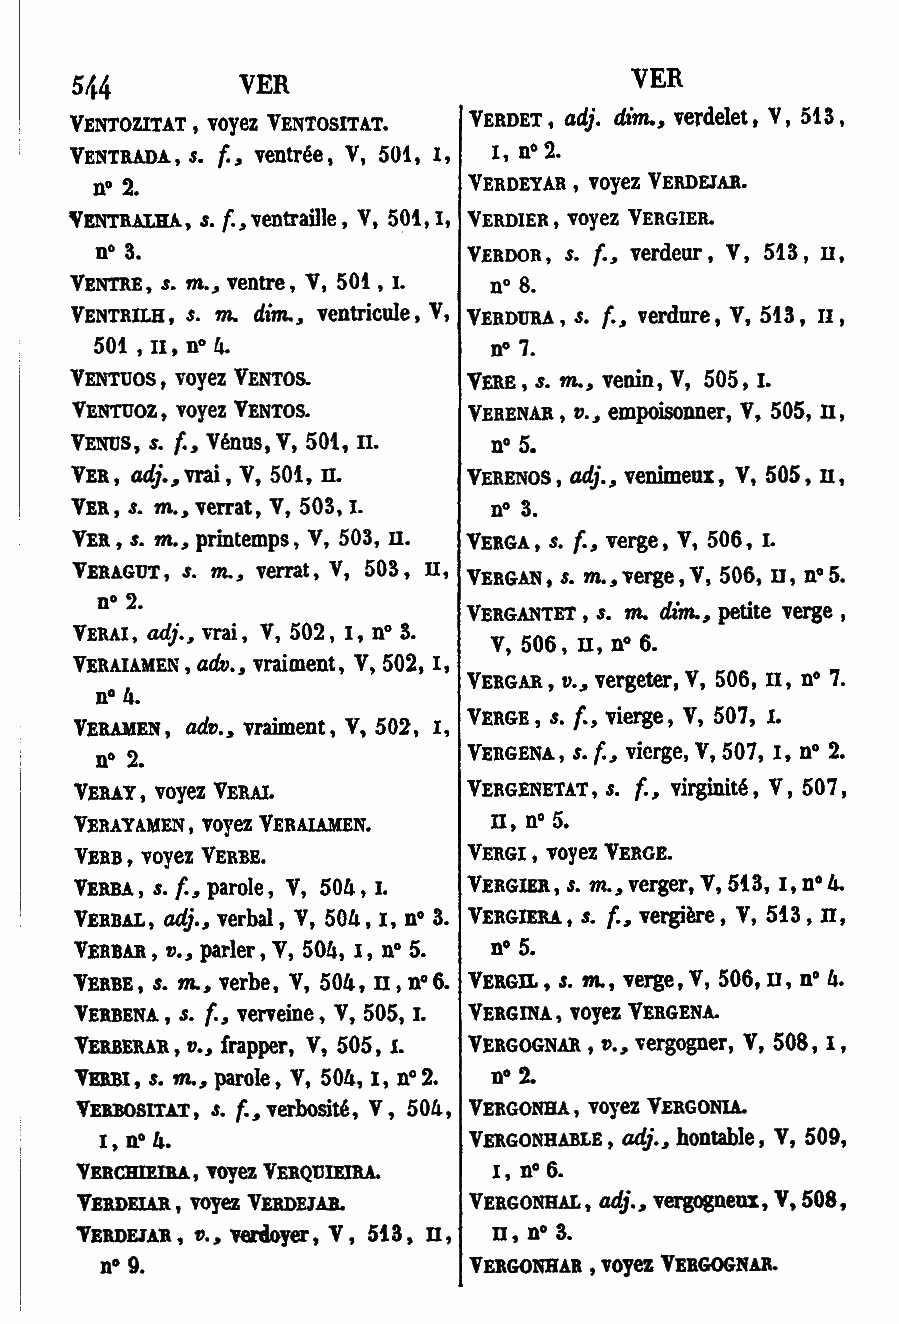 544 VER
VENTOZITAT, voyez VENTOSITAT.
VENTRADA, s. f., ventrée, V, 501, I,
n° 2.
VENTRALHA, s. f., ventraille, V, 501, I,
n° 3.
VENTRE, s. m., ventre, V, 501, I.
VENTRILH, s. m. dim., ventricule, V,
501, II, n° 4.
VENTUOS, voyez VENTOS.
VENTUOZ, voyez VENTOS.
VENUS, s. f., Vénus, V, 501, II.
VER, adj., vrai, V, 501, II.
VER, s. m., verrat, V, 503, I.
VER, s. m., printemps, V, 503, II.
VERAGUT, s. m., verrat, V, 503, II,
n° 2.
VERAI, adj., vrai, V, 502, I, n° 3.
VERAIAMEN, adv., vraiment, V, 502, I,
n° 4.
VERAMEN, adv., vraiment, V, 502, I,
n° 2.
VERAY, voyez VERAI.
VERAYAMEN, voyez VERAIAMEN.
VERB, voyez VERBE.
VERBA, s. f., parole, V, 504, I.
VERBAL, adj., verbal, V, 504, I, n° 3.
VERBAR, v., parler, V, 504, I, n° 5.
VERBE, s. m., verbe, V, 504, II, n° 6.
VERBENA, s. f., verveine, V, 505, I.
VERBERAR, v., frapper, V, 505, I.
VERBI, s. m., parole, V, 504, I, n° 2.
VERBOSITAT, s. f., verbosité, V, 504,
I, n° 4.
VERCHIEIRA, voyez VERQUIEIRA.
VERDEIAR, voyez VERDEJAR.
VERDEJAR, v., verdoyer, V, 513, II,
n° 9.
VER
VERDET, adj. dim., verdelet, V, 513,
I, n° 2.
VERDEYAR, voyez VERDEJAR.
VERDIER, voyez VERGIER.
VERDOR, s. f., verdeur, V, 513, II,
n° 8.
VERDURA, s. f., verdure, V, 513, II,
n° 7.
VERE, s. m., venin, V, 505, I.
VERENAR, v., empoisonner, V, 505, II,
n° 5.
VERENOS, adj., venimeux, V, 505, II,
n° 3.
VERGA, s. f., verge, V, 506, I.
VERGAN, s. m., verge, V, 506, II, n° 5.
VERGANTET, s. m. dim., petite verge,
V, 506, II, n° 6.
VERGAR, v., vergeter, V, 506, II, n° 7.
VERGE, s. f., vierge, V, 507, I.
VERGENA, s. f., vierge, V, 507, I, n° 2.
VERGENETAT, s. f., virginité, V, 507,
II, n° 5.
VERGI, voyez VERGE.
VERGIER, s. m., verger, V, 513, I, n° 4.
VERGIERA, s. f., vergière, V, 513, II,
n° 5.
VERGIL, s. m., verge, V, 506, II, n° 4.
VERGINA, voyez VERGENA.
VERGOGNAR, v., vergogner, V, 508, I,
n° 2.
VERGONHA, voyez VERGONIA.
VERGONHABLE, adj., hontable, V, 509,
I, n° 6.
VERGONHAL, adj., vergogneux, V, 508,
II, n° 3.
VERGONHAR, voyez VERGOGNAR.